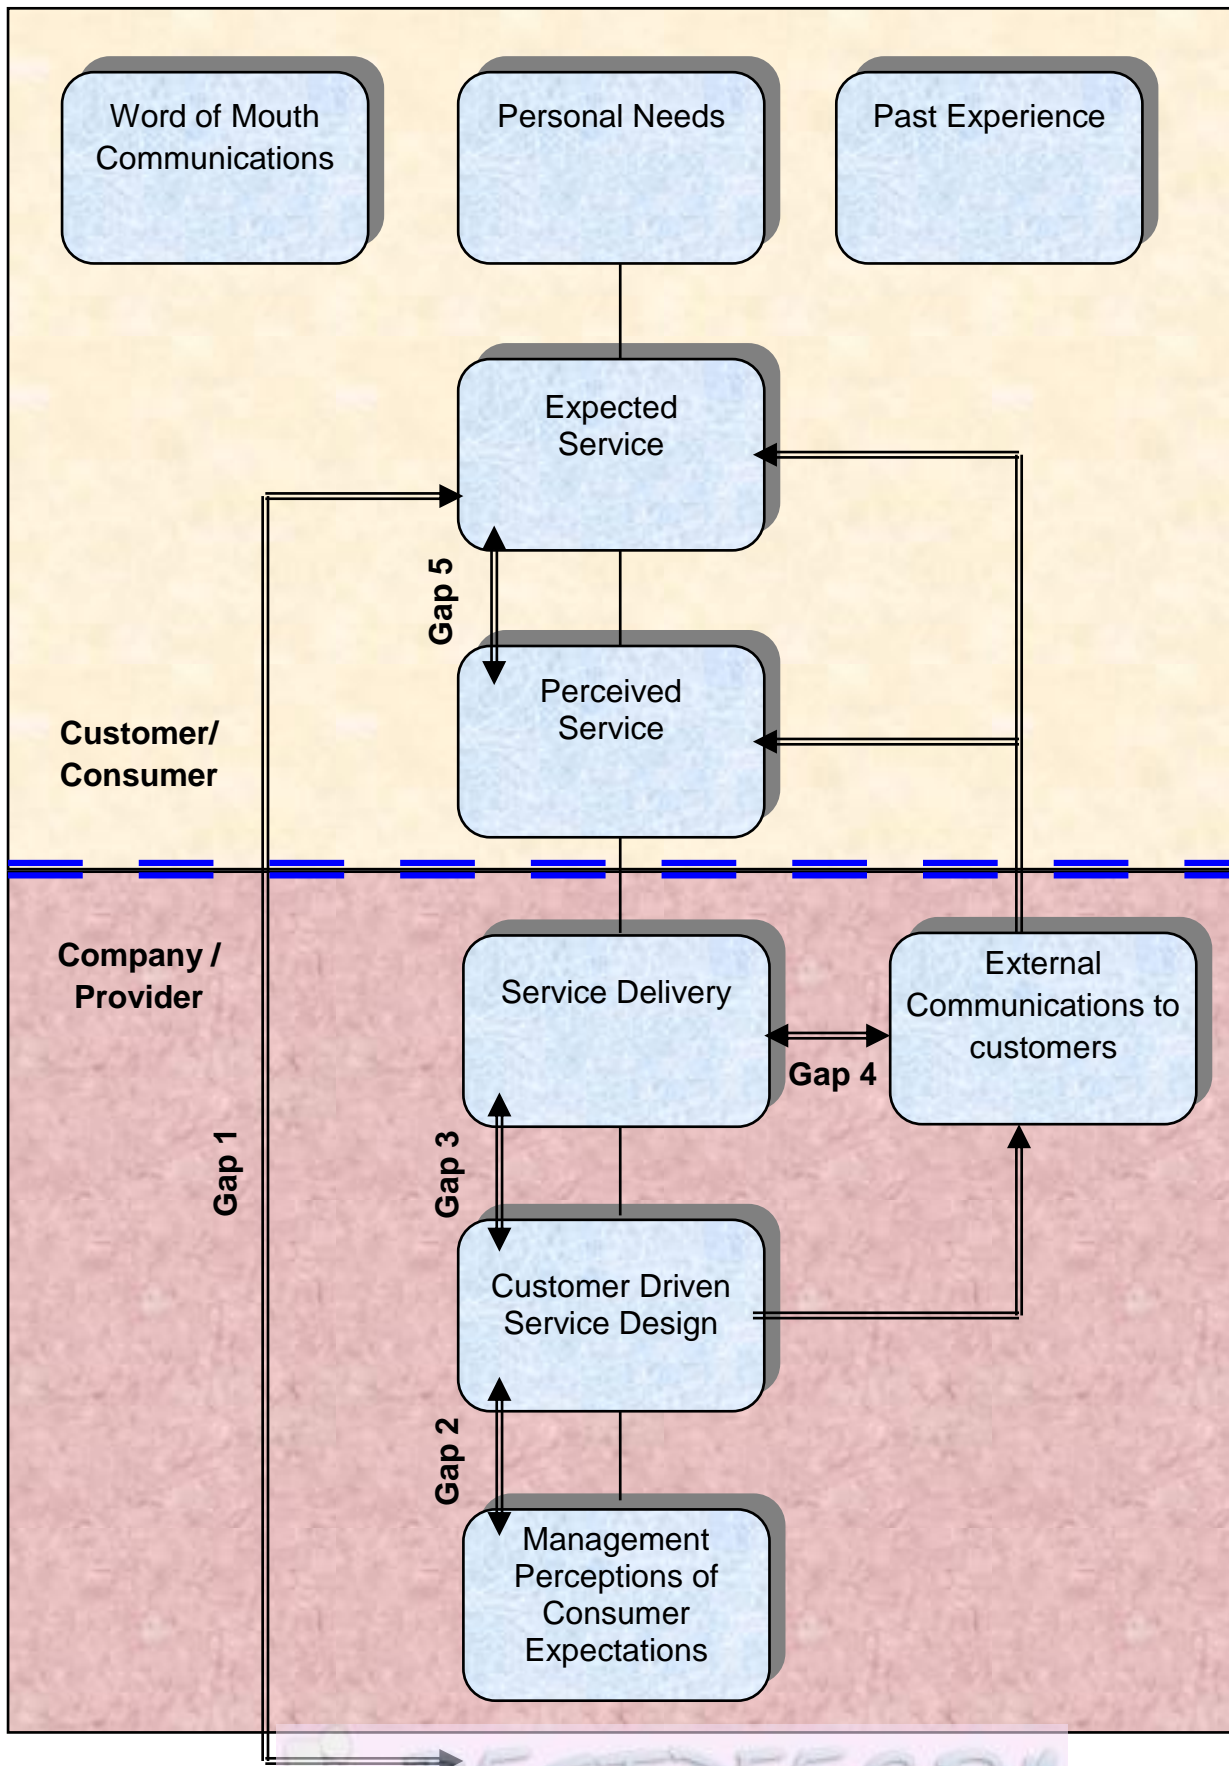 Word of Mouth
Communications
Personal Needs
Past Experience
Expected
Service
Gap 5
Perceived
Service
Customer/
Consumer
Company /
Provider
Service Delivery
External
Communications to
customers
Gap 4
Gap 1
Gap 3
Customer Driven
Service Design
Gap 2
Management
Perceptions of
Consumer
Expectations